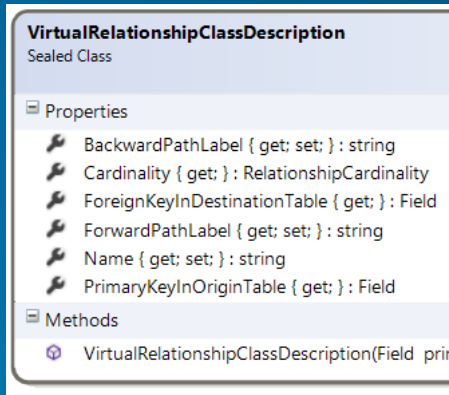 VirtualRelationshipClassDescription
Sealed Class
Properties
BackwardPathLabel { get; set; } : string
Cardinality { get; } : RelationshipCardinality
ForeignKeyInDestinationTable { get; } : Field
ForwardPathLabel { get; set; } : string
Name { get; set; } : string
PrimaryKeyInOriginTable { get; } : Field
Methods
VirtualRelationshipClassDescription(Field